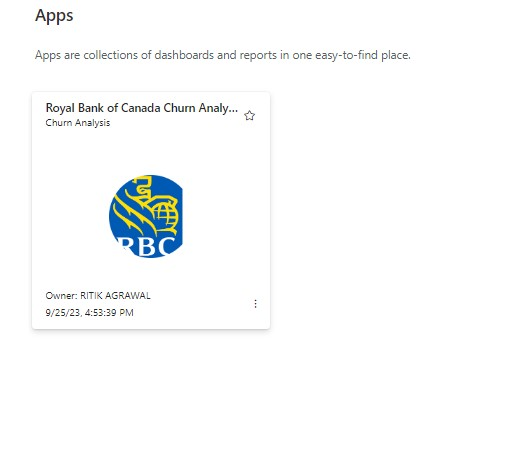 Apps
Apps are collections of dashboards and reports in one easy-to-find place.
Royal Bank of Canada Churn Analy...
Churn Analysis
RBC
Owner: RITIK AGRAWAL
9/25/23, 4:53:39 PM